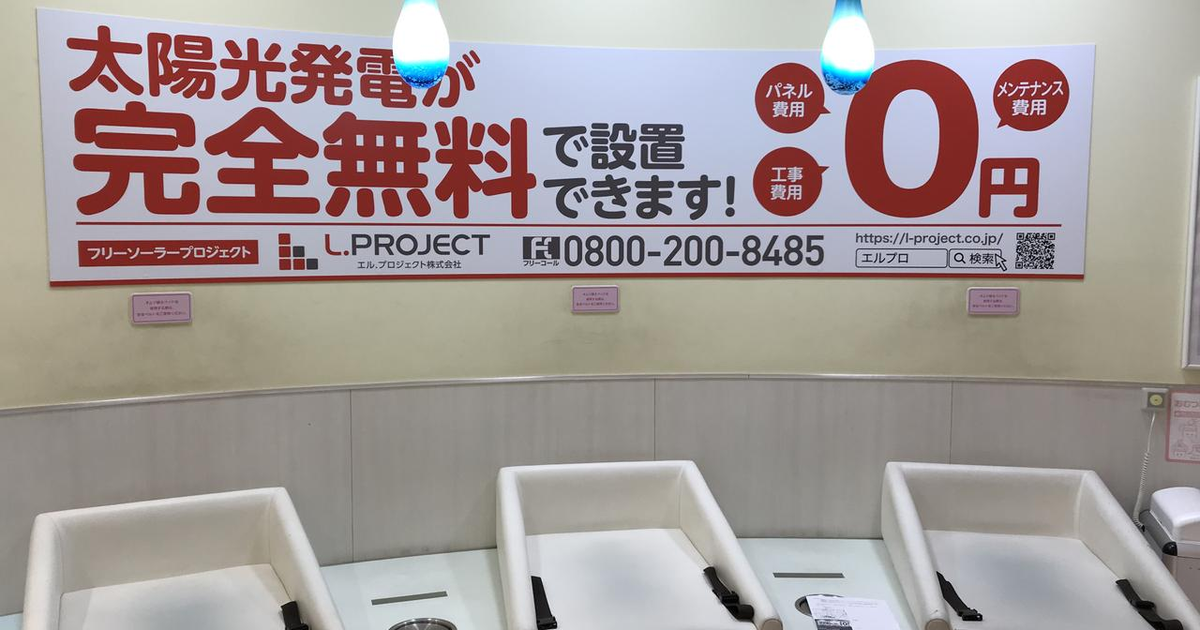 太陽光発電が
完全無料で設置
できます!
パネル
費用
工事
費用
0円
メンテナンス
費用
フリーソーラープロジェクト
L.PROJECT
エル.プロジェクト株式会社
フリーコール
0800-200-8485
https://l-project.co.jp/
エルプロ
検索
おむつ